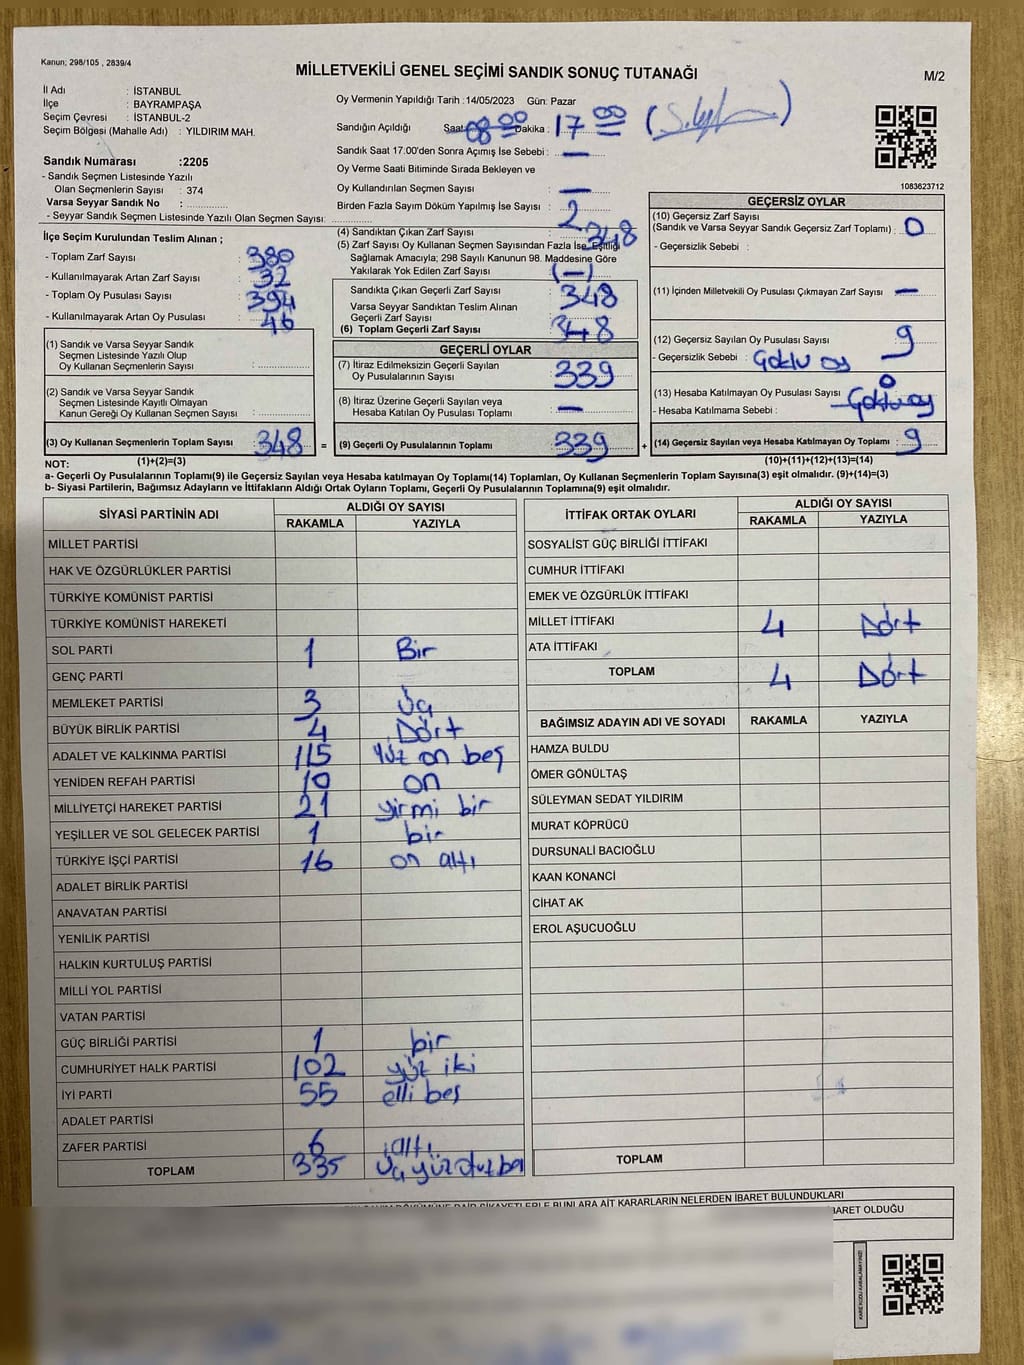 Kanun; 298/105 , 2839/4
MİLLETVEKİLİ GENEL SEÇİMİ SANDIK SONUÇ TUTANAĞI
M/2
İl Adı : İSTANBUL
İlçe : BAYRAMPAŞA
Seçim Çevresi : İSTANBUL-2
Seçim Bölgesi (Mahalle Adı) : YILDIRIM MAH.
Sandık Numarası :2205
- Sandık Seçmen Listesinde Yazılı
Olan Seçmenlerin Sayısı : 374
Varsa Seyyar Sandık No :
- Seyyar Sandık Seçmen Listesinde Yazılı Olan Seçmen Sayısı:
Oy Vermenin Yapıldığı Tarih :14/05/2023 Gün: Pazar
Sandığın Açıldığı Saat 08 00 Dakika : 17 00
Sandık Saat 17:00'den Sonra Açımış İse Sebebi : —
Oy Verme Saati Bitiminde Sırada Bekleyen ve
Oy Kullandırılan Seçmen Sayısı : —
Birden Fazla Sayım Döküm Yapılmış İse Sayısı : 2
1083623712
İlçe Seçim Kurulundan Teslim Alınan ;
- Toplam Zarf Sayısı : 380
- Kullanılmayarak Artan Zarf Sayısı : 32
- Toplam Oy Pusulası Sayısı : 394
- Kullanılmayarak Artan Oy Pusulası : 46
(4) Sandıktan Çıkan Zarf Sayısı : 348
(5) Zarf Sayısı Oy Kullanan Seçmen Sayısından Fazla İse, Eşitliği
Sağlamak Amacıyla; 298 Sayılı Kanunun 98. Maddesine Göre
Yakılarak Yok Edilen Zarf Sayısı : (—)
Sandıkta Çıkan Geçerli Zarf Sayısı : 348
Varsa Seyyar Sandıktan Teslim Alınan
Geçerli Zarf Sayısı :
(6) Toplam Geçerli Zarf Sayısı : 348
GEÇERSİZ OYLAR
(10) Geçersiz Zarf Sayısı
(Sandık ve Varsa Seyyar Sandık Geçersiz Zarf Toplamı) : 0
- Geçersizlik Sebebi :
(11) İçinden Milletvekili Oy Pusulası Çıkmayan Zarf Sayısı : —
(12) Geçersiz Sayılan Oy Pusulası Sayısı : 9
- Geçersizlik Sebebi : Çoklu oy
(13) Hesaba Katılmayan Oy Pusulası Sayısı : 0
- Hesaba Katılmama Sebebi : Çoklu oy
(14) Geçersiz Sayılan veya Hesaba Katılmayan Oy Toplamı : 9
(10)+(11)+(12)+(13)=(14)
(1) Sandık ve Varsa Seyyar Sandık
Seçmen Listesinde Yazılı Olup
Oy Kullanan Seçmenlerin Sayısı :
(2) Sandık ve Varsa Seyyar Sandık
Seçmen Listesinde Kayıtlı Olmayan
Kanun Gereği Oy Kullanan Seçmen Sayısı :
(3) Oy Kullanan Seçmenlerin Toplam Sayısı : 348 =
(1)+(2)=(3)
GEÇERLİ OYLAR
(7) İtiraz Edilmeksizin Geçerli Sayılan
Oy Pusulalarının Sayısı : 339
(8) İtiraz Üzerine Geçerli Sayılan veya
Hesaba Katılan Oy Pusulası Toplamı : —
(9) Geçerli Oy Pusulalarının Toplamı : 339 +
NOT:
a- Geçerli Oy Pusulalarının Toplamı(9) ile Geçersiz Sayılan veya Hesaba katılmayan Oy Toplamı(14) Toplamları, Oy Kullanan Seçmenlerin Toplam Sayısına(3) eşit olmalıdır. (9)+(14)=(3)
b- Siyasi Partilerin, Bağımsız Adayların ve İttifakların Aldığı Ortak Oyların Toplamı, Geçerli Oy Pusulalarının Toplamına(9) eşit olmalıdır.
SİYASİ PARTİNİN ADI ALDIĞI OY SAYISI
RAKAMLA YAZIYLA
MİLLET PARTİSİ
HAK VE ÖZGÜRLÜKLER PARTİSİ
TÜRKİYE KOMÜNİST PARTİSİ
TÜRKİYE KOMÜNİST HAREKETİ
SOL PARTİ 1 Bir
GENÇ PARTİ
MEMLEKET PARTİSİ 3 Üç
BÜYÜK BİRLİK PARTİSİ 4 Dört
ADALET VE KALKINMA PARTİSİ 115 Yüz on beş
YENİDEN REFAH PARTİSİ 10 on
MİLLİYETÇİ HAREKET PARTİSİ 21 yirmi bir
YEŞİLLER VE SOL GELECEK PARTİSİ 1 bir
TÜRKİYE İŞÇİ PARTİSİ 16 on altı
ADALET BİRLİK PARTİSİ
ANAVATAN PARTİSİ
YENİLİK PARTİSİ
HALKIN KURTULUŞ PARTİSİ
MİLLİ YOL PARTİSİ
VATAN PARTİSİ
GÜÇ BİRLİĞİ PARTİSİ 1 bir
CUMHURİYET HALK PARTİSİ 102 yüz iki
İYİ PARTİ 55 elli beş
ADALET PARTİSİ
ZAFER PARTİSİ 6 altı
TOPLAM 335 üç yüz otuz beş
İTTİFAK ORTAK OYLARI ALDIĞI OY SAYISI
RAKAMLA YAZIYLA
SOSYALİST GÜÇ BİRLİĞİ İTTİFAKI
CUMHUR İTTİFAKI
EMEK VE ÖZGÜRLÜK İTTİFAKI
MİLLET İTTİFAKI 4 Dört
ATA İTTİFAKI
TOPLAM 4 Dört
BAĞIMSIZ ADAYIN ADI VE SOYADI RAKAMLA YAZIYLA
HAMZA BULDU
ÖMER GÖNÜLTAŞ
SÜLEYMAN SEDAT YILDIRIM
MURAT KÖPRÜCÜ
DURSUNALİ BACIOĞLU
KAAN KONANCİ
CİHAT AK
EROL AŞUCUOĞLU
TOPLAM
DÖKÜMÜNE DAİR ŞİKAYETLERLE BUNLARA AİT KARARLARIN NELERDEN İBARET BULUNDUKLARI
İBARET OLDUĞU
KARE KODU KARALAMAYINIZ!